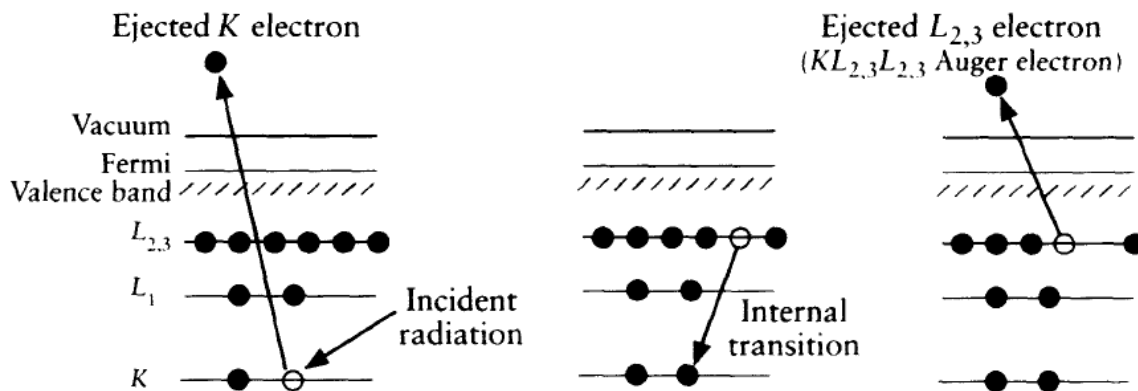 Ejected K electron
Ejected L2,3 electron
(KL2,3L2,3 Auger electron)
Vacuum
Fermi
Valence band
L2,3
L1
Incident
radiation
Internal
transition
K